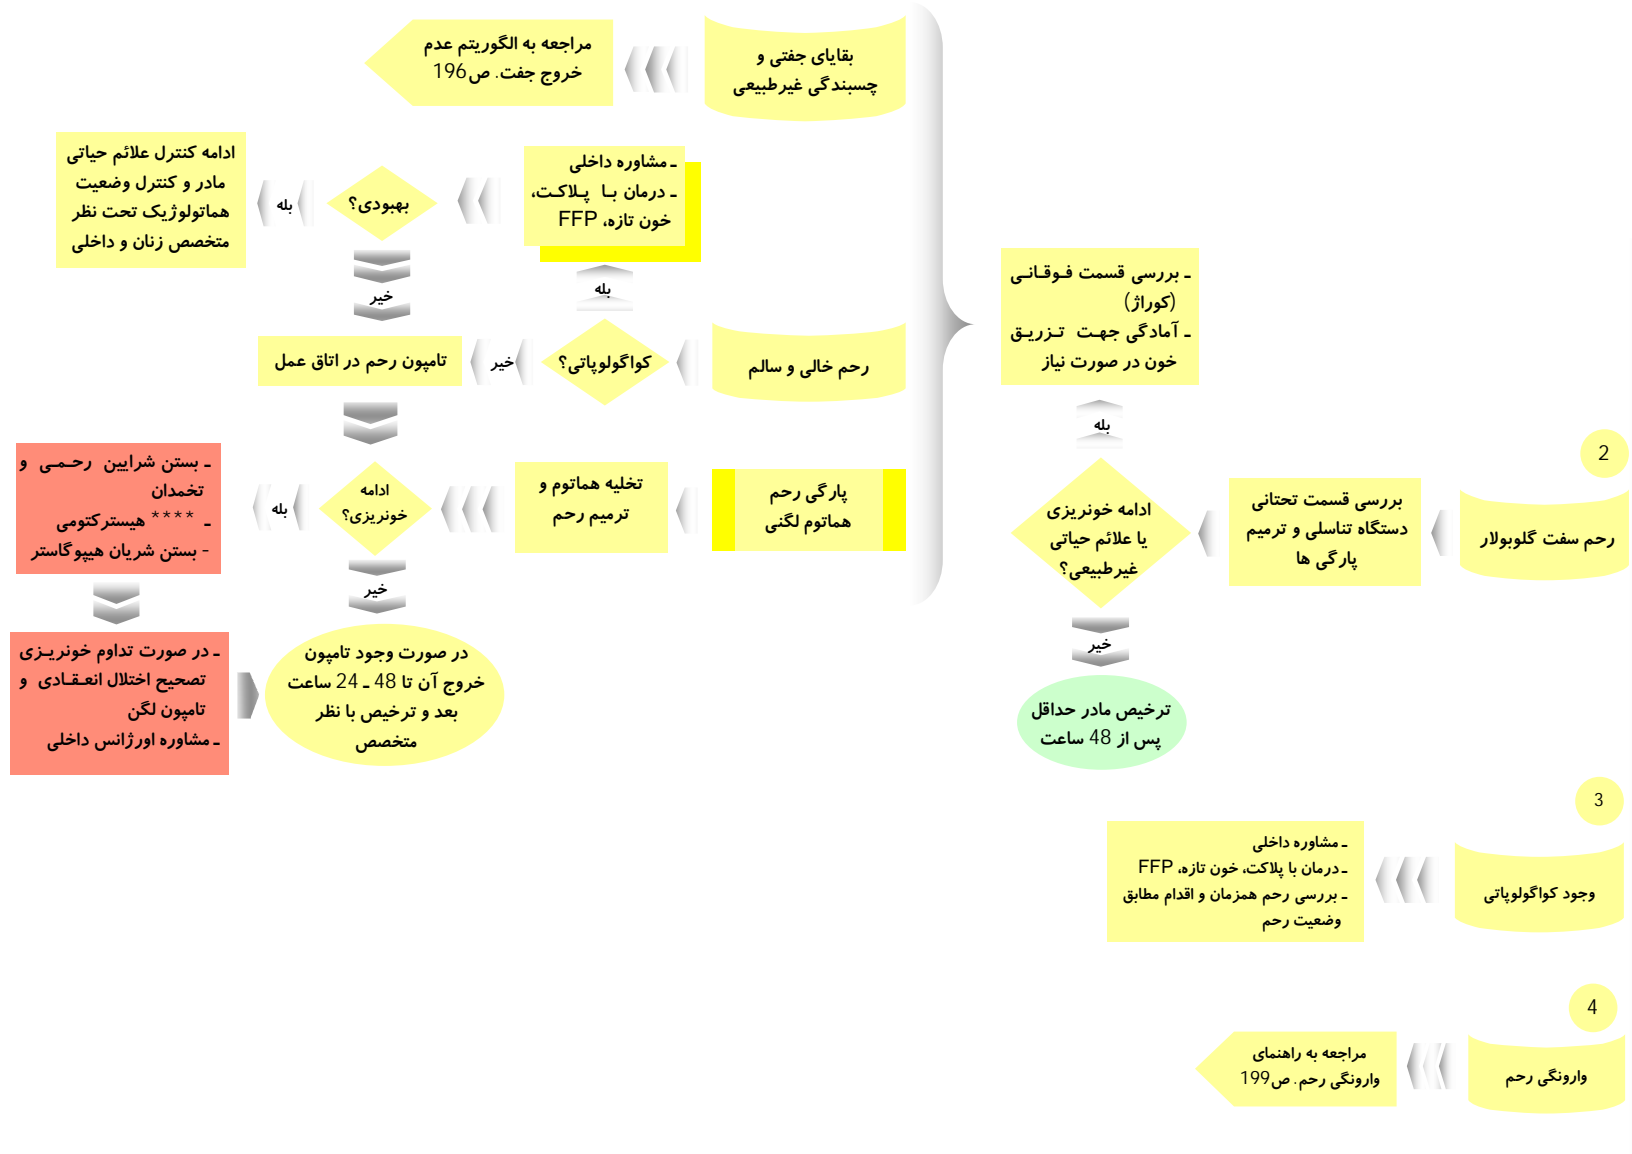 2
رحم سفت گلوبولار
بررسی قسمت تحتانی
دستگاه تناسلی و ترمیم
پارگی ها
ادامه خونریزی
یا علائم حیاتی
غیرطبیعی؟
بله
ـ بررسی قسمت فـوقـانـی
(کوراژ)
ـ آمادگی جهت تـزریـق
خون در صورت نیاز
خیر
ترخیص مادر حداقل
پس از 48 ساعت
بقایای جفتی و
چسبندگی غیرطبیعی
مراجعه به الگوریتم عدم
خروج جفت. ص196
رحم خالی و سالم
کواگولوپاتی؟
بله
ـ مشاوره داخلی
ـ درمان بـا پـلاکـت،
خون تازه، FFP
بهبودی؟
بله
ادامه کنترل علائم حیاتی
مادر و کنترل وضعیت
هماتولوژیک تحت نظر
متخصص زنان و داخلی
خیر
خیر
تامپون رحم در اتاق عمل
پارگی رحم
هماتوم لگنی
تخلیه هماتوم و
ترمیم رحم
ادامه
خونریزی؟
بله
ـ بستن شرایین رحـمـی و
تخمدان
ـ **** هیسترکتومی
- بستن شریان هیپوگاستر
ـ در صورت تداوم خونریـزی
تصحیح اختلال انعـقـادی و
تامپون لگن
ـ مشاوره اورژانس داخلی
خیر
در صورت وجود تامپون
خروج آن تا 48 ـ 24 ساعت
بعد و ترخیص با نظر
متخصص
3
وجود کواگولوپاتی
ـ مشاوره داخلی
ـ درمان با پلاکت، خون تازه، FFP
ـ بررسی رحم همزمان و اقدام مطابق
وضعیت رحم
4
وارونگی رحم
مراجعه به راهنمای
وارونگی رحم. ص199